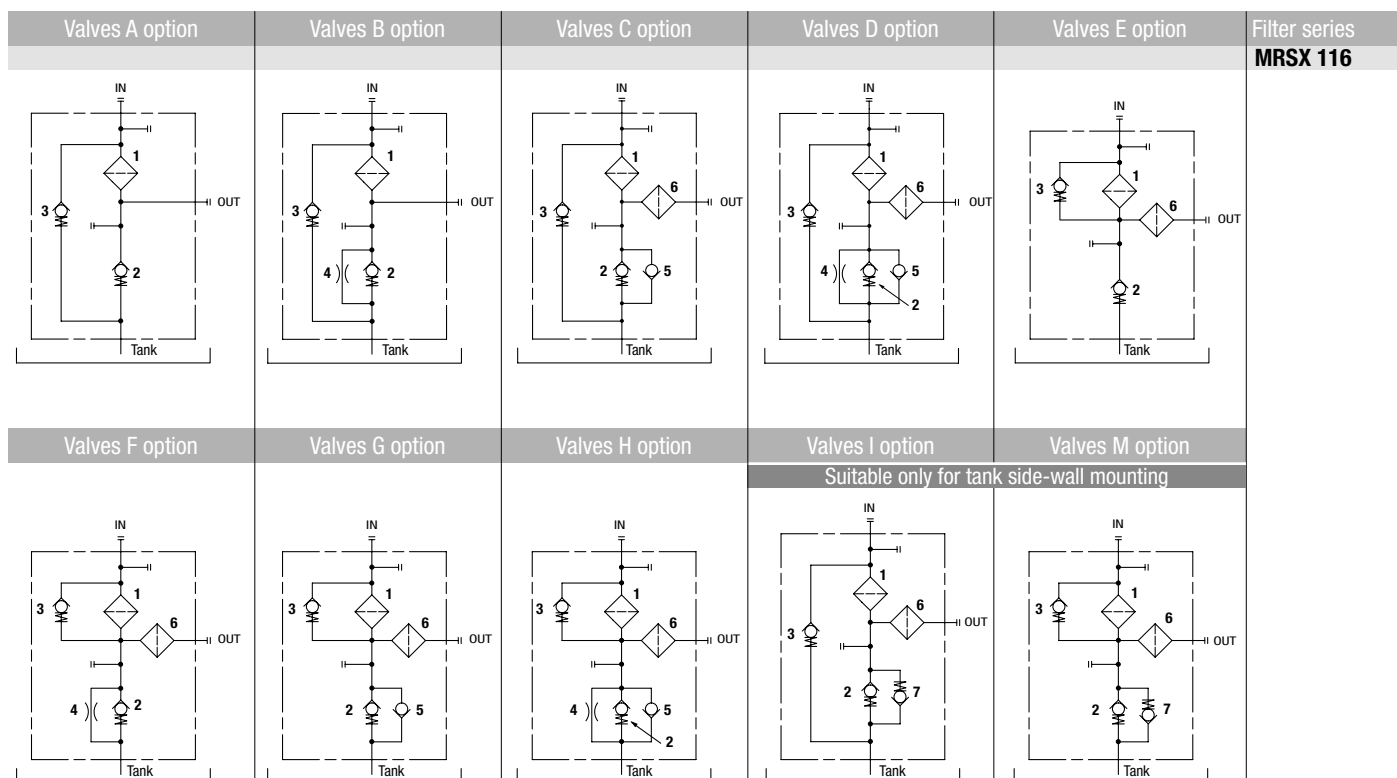 Valves A option
Valves B option
Valves C option
Valves D option
Valves E option
Filter series
MRSX 116
IN
1
3
OUT
2
Tank
IN
1
3
OUT
4
2
Tank
IN
1
6
3
OUT
2
5
Tank
IN
1
6
3
OUT
4
5
2
Tank
IN
1
3
6
OUT
2
Tank
Valves F option
Valves G option
Valves H option
Valves I option
Valves M option
Suitable only for tank side-wall mounting
IN
1
3
6
OUT
4
2
Tank
IN
1
3
6
OUT
2
5
Tank
IN
1
3
6
OUT
4
5
2
Tank
IN
1
6
3
OUT
2
7
Tank
IN
1
3
6
OUT
2
7
Tank